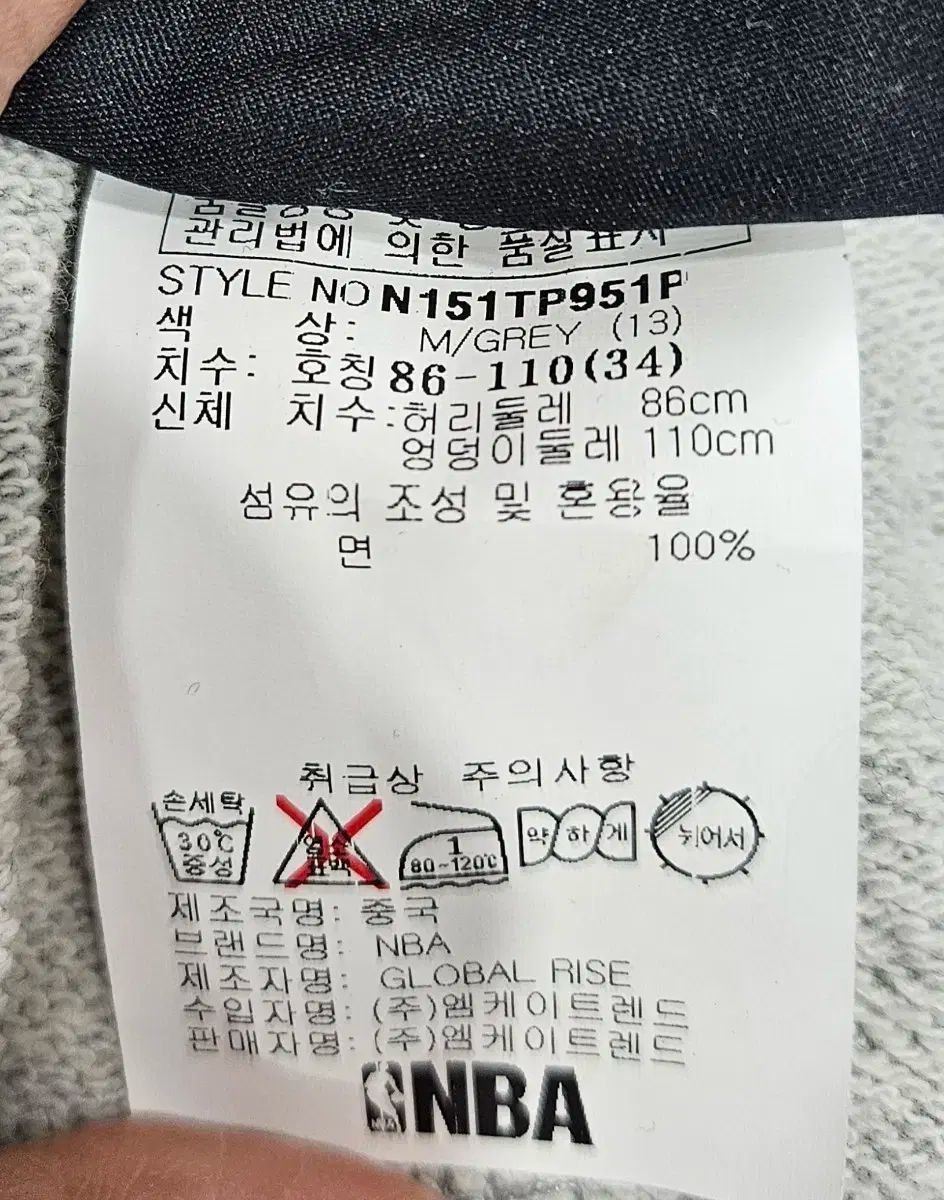 관리법에 의한 품질표시
STYLE NO N151TP951P
색 상: M/GREY (13)
치수: 호칭 86-110(34)
신체 치수:허리둘레 86cm
엉덩이둘레 110cm
섬유의 조성 및 혼용율
면 100%
취급상 주의사항
손세탁
30℃
중성
염소
표백
1
80~120℃
약하게
뉘어서
제조국명: 중국
브랜드명: NBA
제조자명: GLOBAL RISE
수입자명: (주)엠케이트렌드
판매자명: (주)엠케이트렌드
NBA